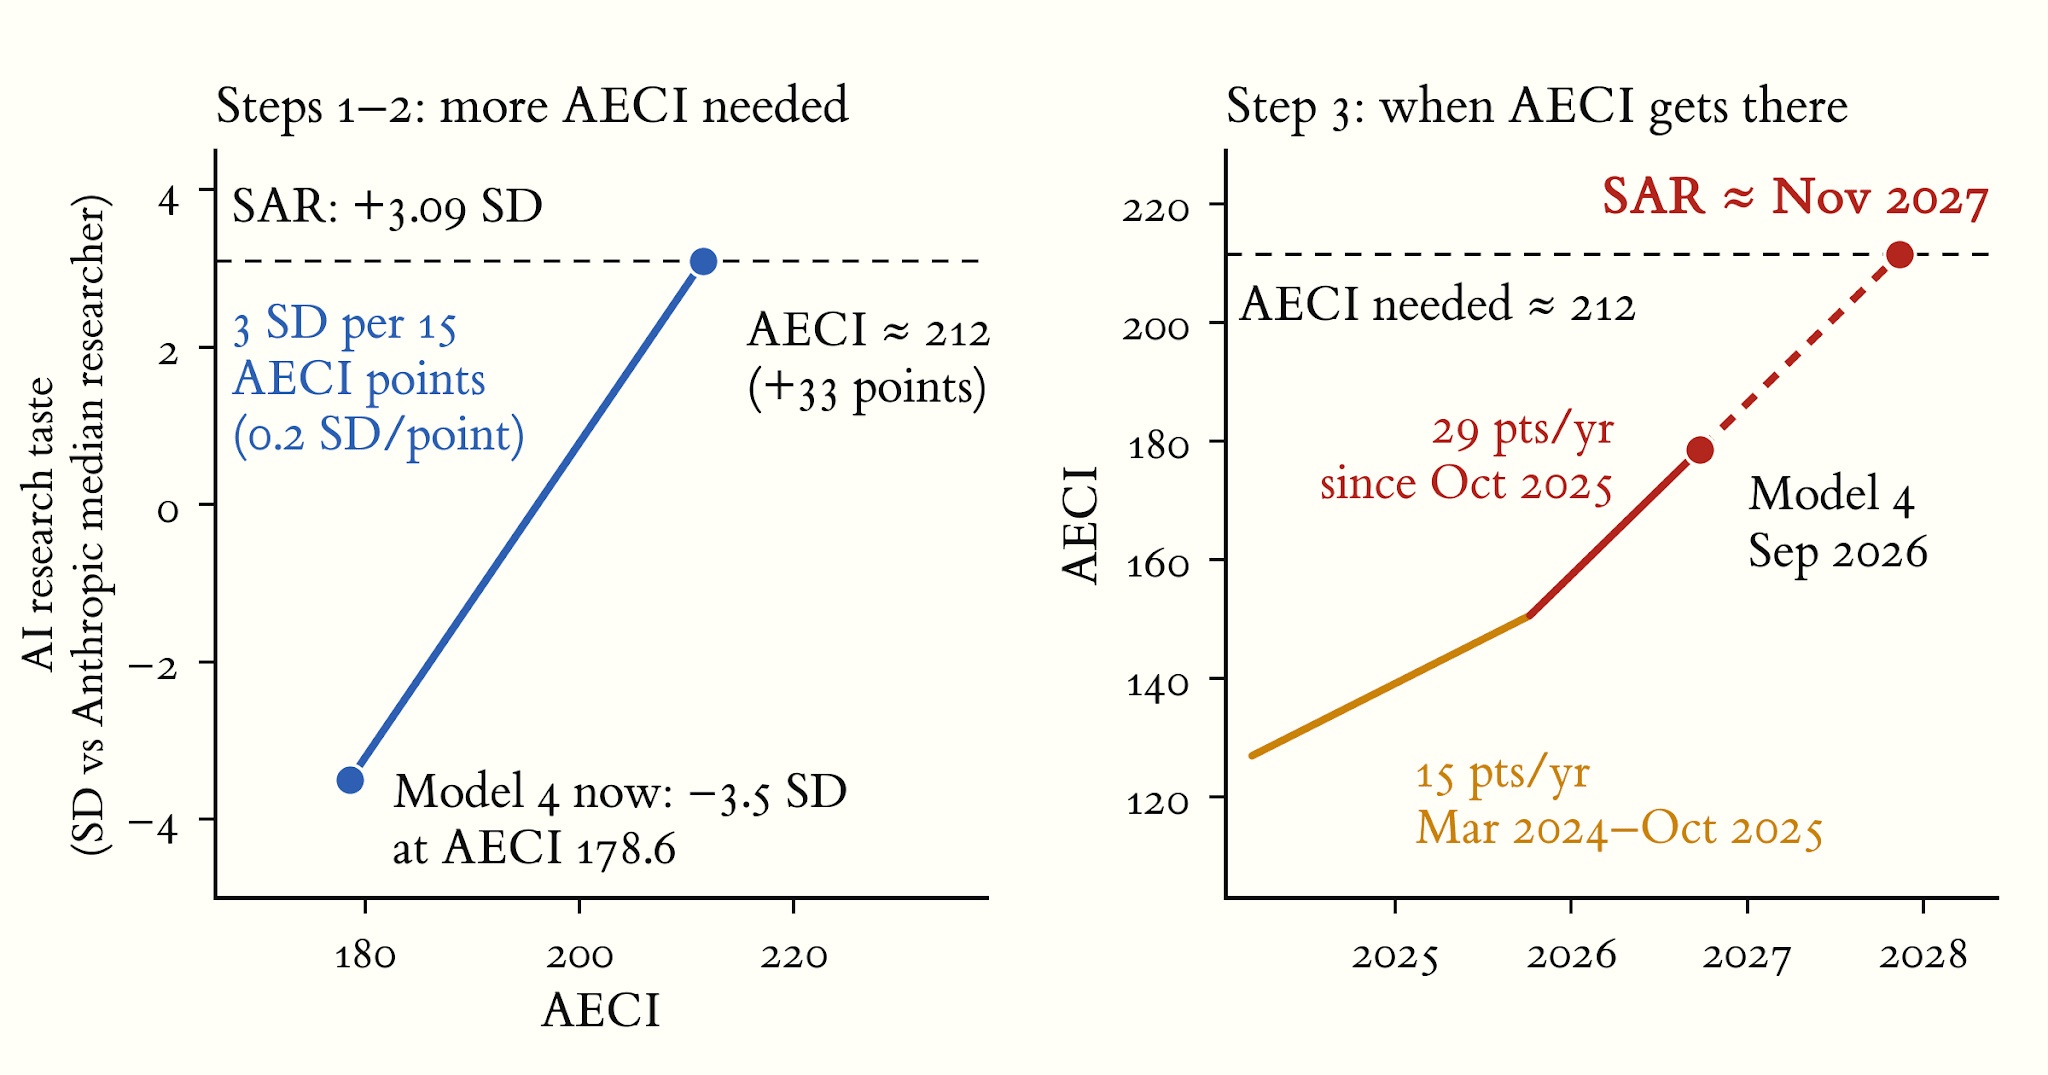 Steps 1–2: more AECI needed
SAR: +3.09 SD
3 SD per 15
AECI points
(0.2 SD/point)
AECI ≈ 212
(+33 points)
Model 4 now: −3.5 SD
at AECI 178.6
AI research taste
(SD vs Anthropic median researcher)
4
2
0
−2
−4
180
200
220
AECI
Step 3: when AECI gets there
SAR ≈ Nov 2027
AECI needed ≈ 212
29 pts/yr
since Oct 2025
Model 4
Sep 2026
15 pts/yr
Mar 2024–Oct 2025
AECI
220
200
180
160
140
120
2025
2026
2027
2028